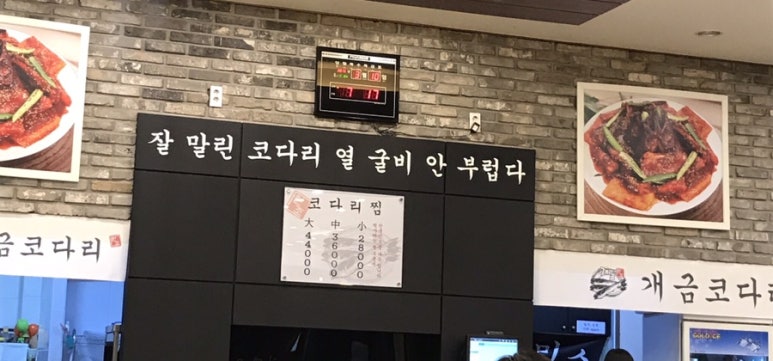 잘 말린 코다리 열 굴비 안 부럽다
코다리찜
大 44000
中 36000
小 28000
금코다리
개금코다리